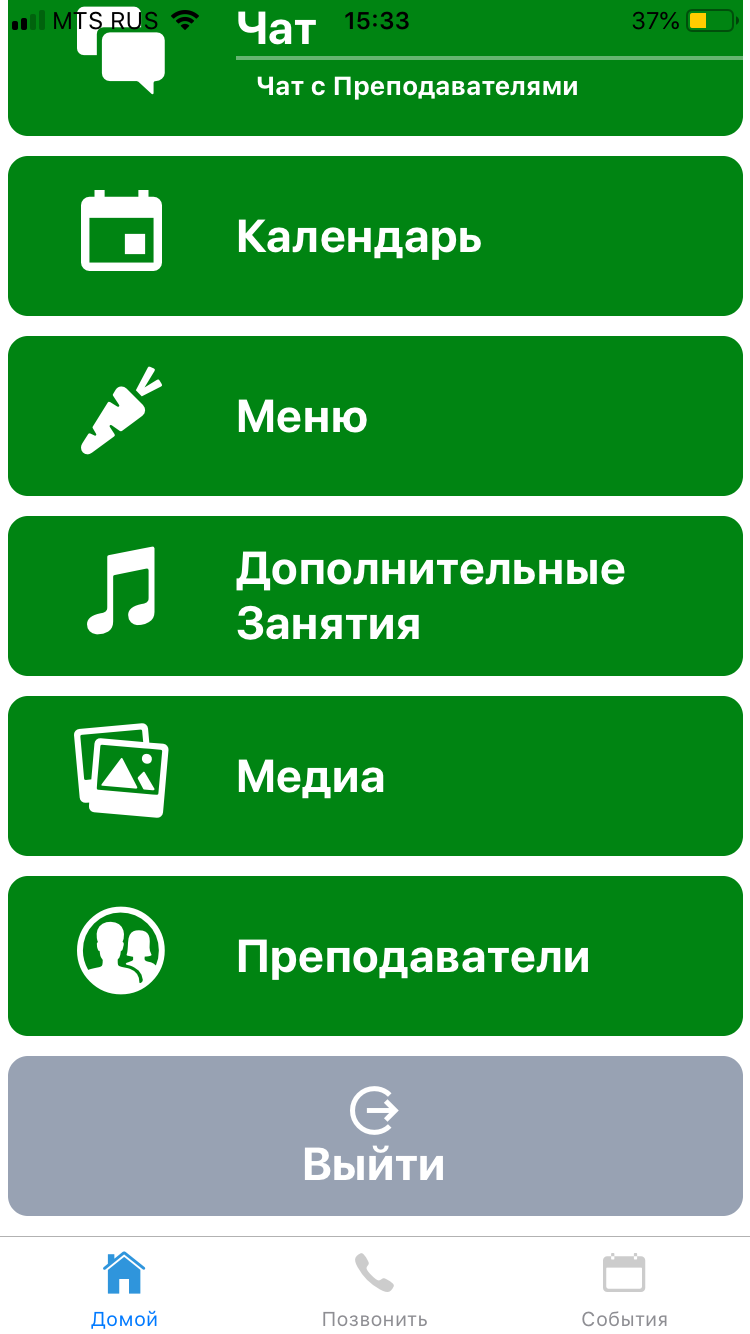 MTS RUS 15:33 37%
Чат
Чат с Преподавателями
Календарь
Меню
Дополнительные
Занятия
Медиа
Преподаватели
Выйти
Домой Позвонить События